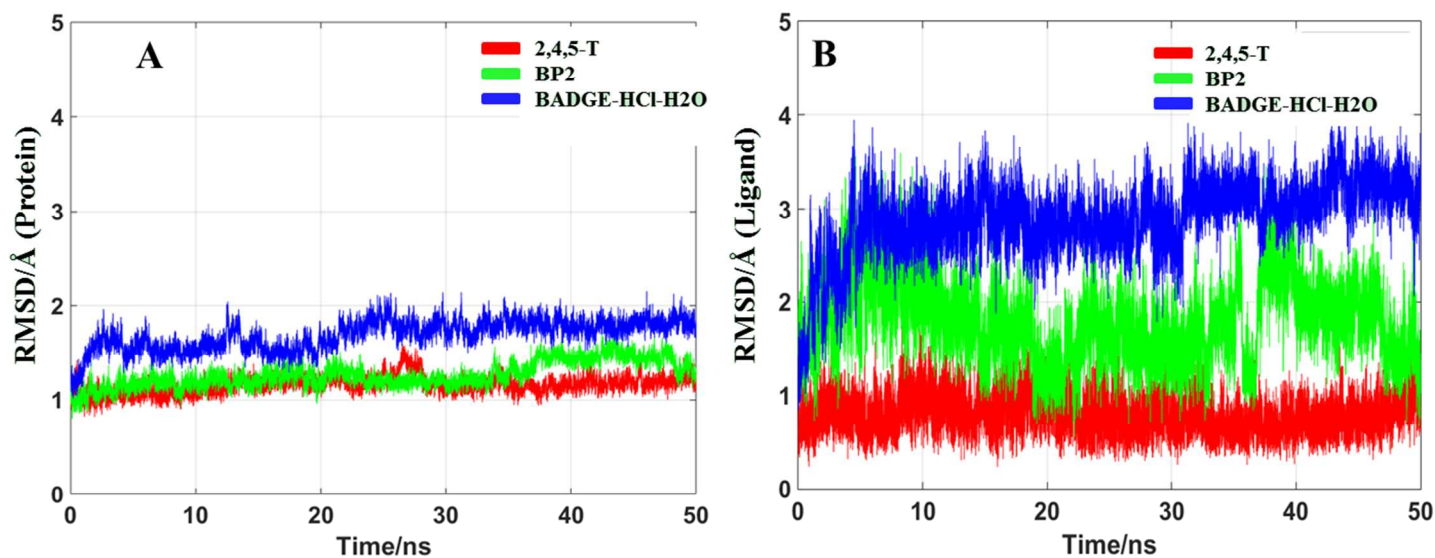 A
2,4,5-T
BP2
BADGE-HCl-H2O
RMSD/Å (Protein)
5
4
3
2
1
0
0 10 20 30 40 50
Time/ns
B
2,4,5-T
BP2
BADGE-HCl-H2O
RMSD/Å (Ligand)
5
4
3
2
1
0
0 10 20 30 40 50
Time/ns